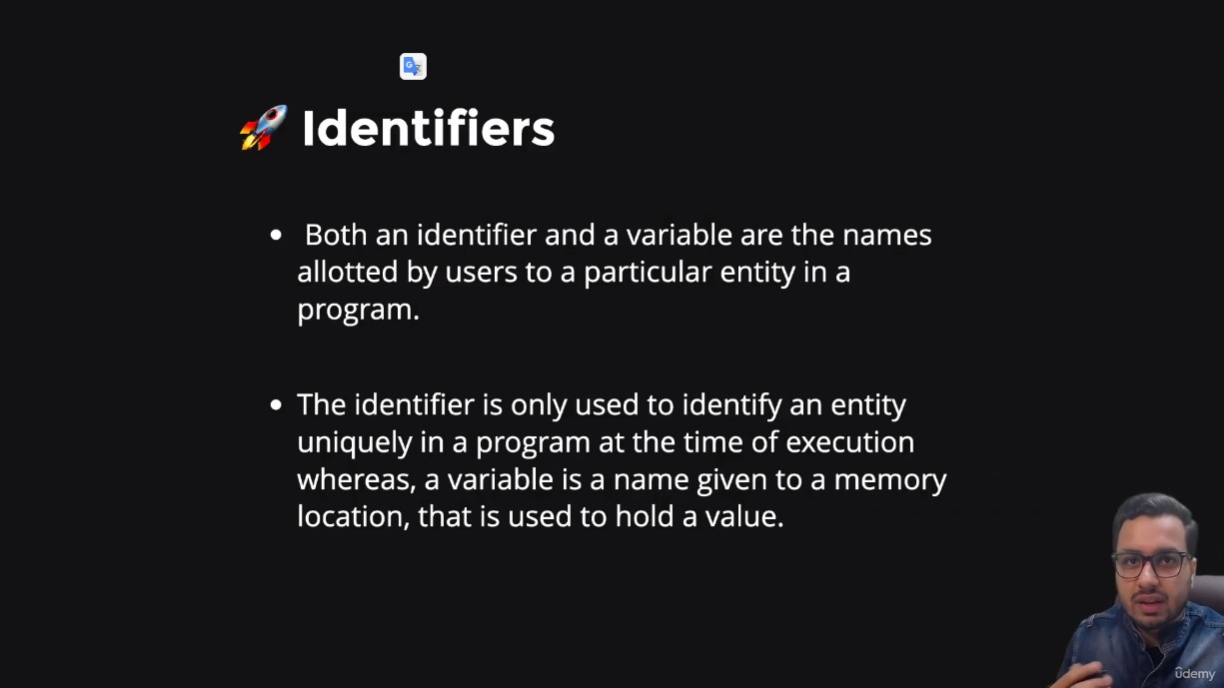 Identifiers
Both an identifier and a variable are the names
allotted by users to a particular entity in a
program.
The identifier is only used to identify an entity
uniquely in a program at the time of execution
whereas, a variable is a name given to a memory
location, that is used to hold a value.
udemy